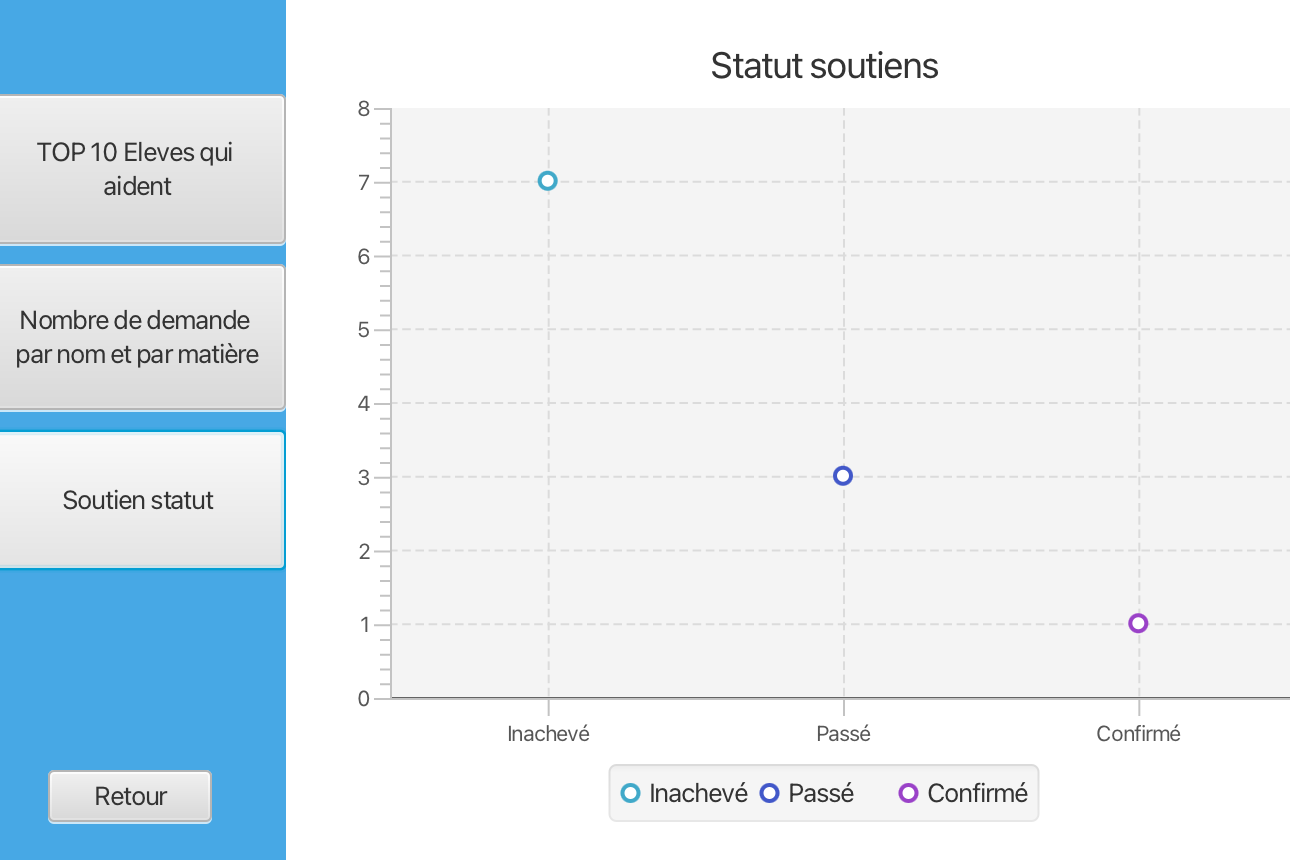 TOP 10 Eleves qui
aident
Nombre de demande
par nom et par matière
Soutien statut
Retour
Statut soutiens
8
7
6
5
4
3
2
1
0
Inachevé Passé Confirmé
Inachevé Passé Confirmé